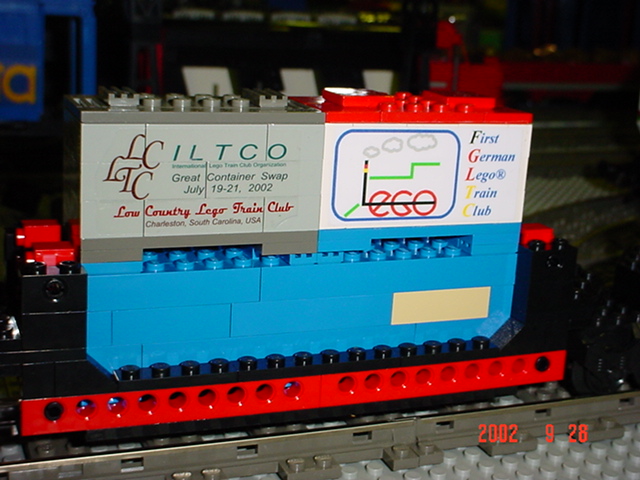 ra
LC
LTC
ILTCO
International Lego Train Club Organization
Great Container Swap
July 19-21, 2002
Low Country Lego Train Club
Charleston, South Carolina, USA
LEGO
First
German
Lego®
Train
Club
2002. 9 28